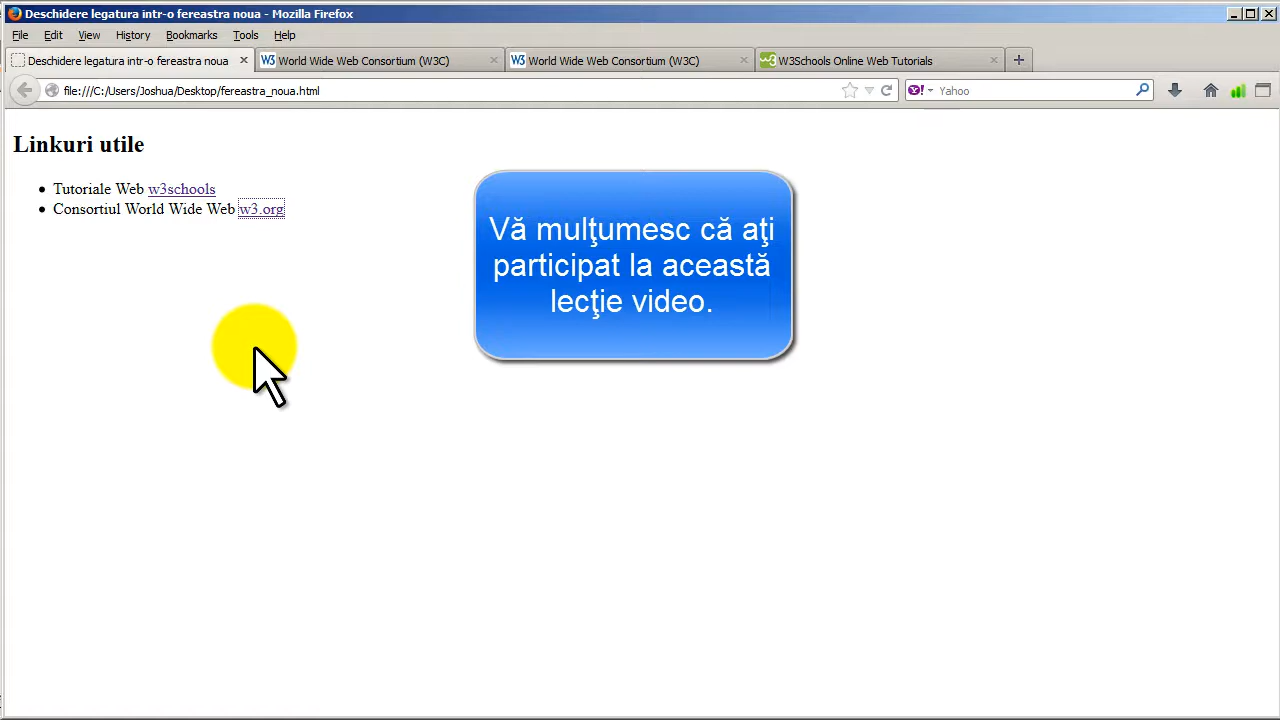 Deschidere legatura intr-o fereastra noua - Mozilla Firefox
File Edit View History Bookmarks Tools Help
Deschidere legatura intr-o fereastra noua World Wide Web Consortium (W3C) World Wide Web Consortium (W3C) W3Schools Online Web Tutorials
file:///C:/Users/Joshua/Desktop/fereastra_noua.html Yahoo
Linkuri utile
Tutoriale Web w3schools
Consortiul World Wide Web w3.org
Vă mulţumesc că aţi
participat la această
lecţie video.